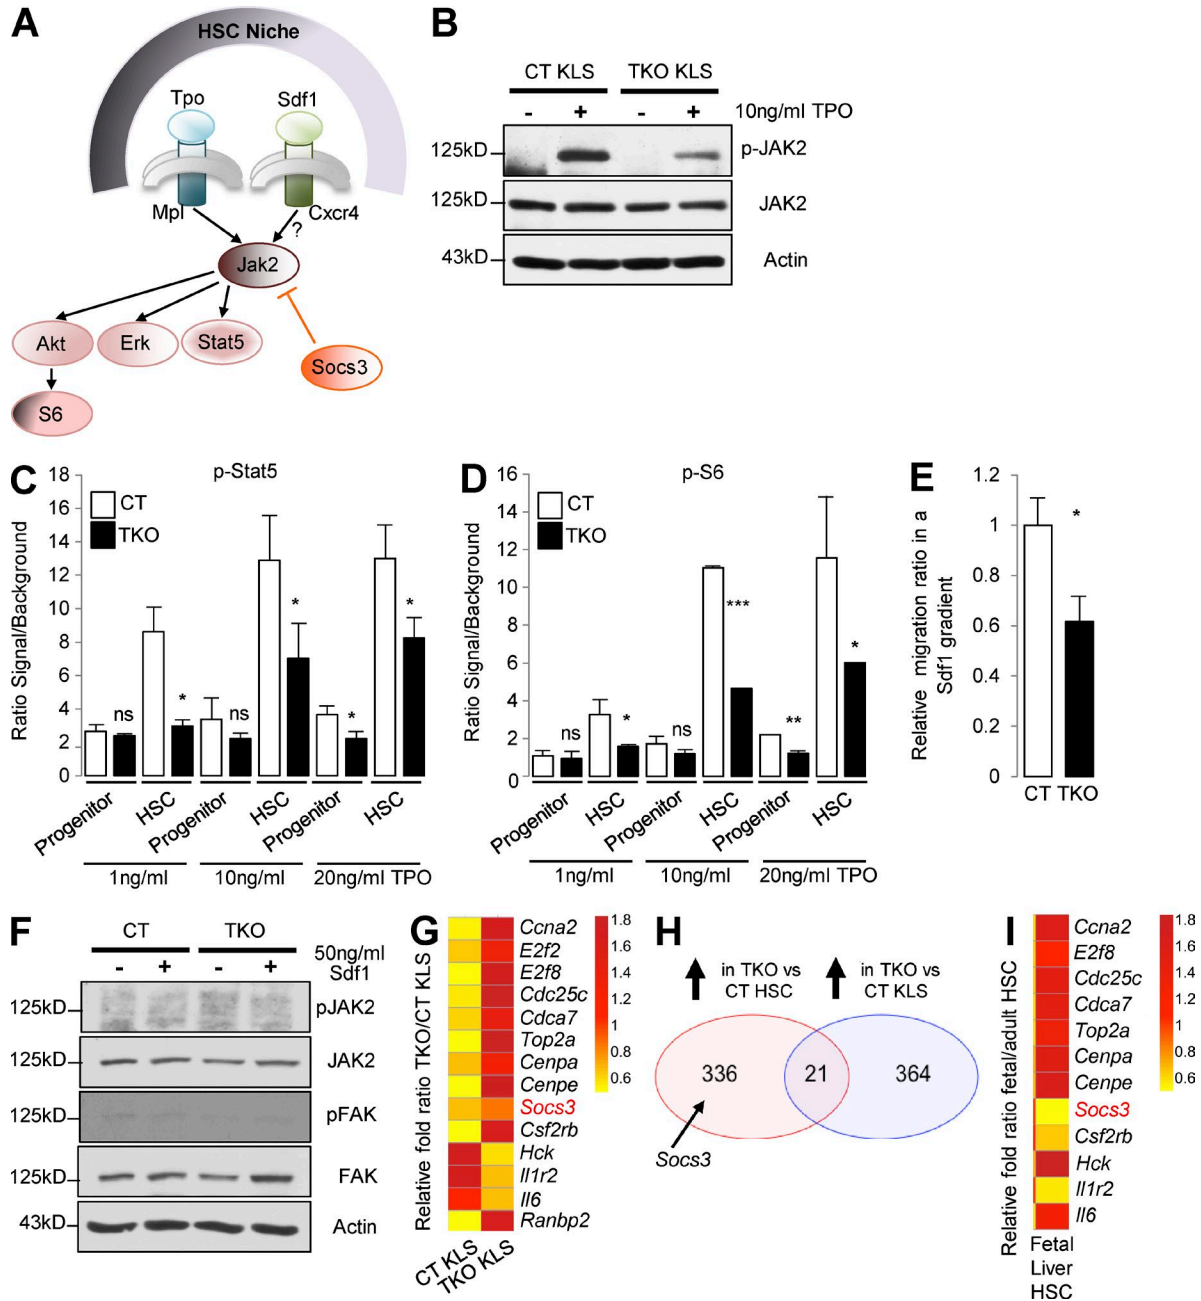 A
HSC Niche
Tpo
Sdf1
Mpl
Cxcr4
?
Jak2
Akt
Erk
Stat5
Socs3
S6
B
CT KLS
TKO KLS
- + - + 10ng/ml TPO
125kD
p-JAK2
125kD
JAK2
43kD
Actin
C
p-Stat5
CT
TKO
Ratio Signal/Background
18
16
14
12
10
8
6
4
2
0
ns
*
ns
*
*
*
Progenitor
HSC
Progenitor
HSC
Progenitor
HSC
1ng/ml
10ng/ml
20ng/ml TPO
D
p-S6
CT
TKO
Ratio Signal/Background
16
14
12
10
8
6
4
2
0
ns
*
ns
***
**
*
Progenitor
HSC
Progenitor
HSC
Progenitor
HSC
1ng/ml
10ng/ml
20ng/ml TPO
E
Relative migration ratio in a
Sdf1 gradient
1.2
1
0.8
0.6
0.4
0.2
0
*
CT TKO
F
CT
TKO
50ng/ml
Sdf1
- + - +
125kD
pJAK2
125kD
JAK2
125kD
pFAK
125kD
FAK
43kD
Actin
G
Relative fold ratio TKO/CT KLS
Ccna2
E2f2
E2f8
Cdc25c
Cdca7
Top2a
Cenpa
Cenpe
Socs3
Csf2rb
Hck
Il1r2
Il6
Ranbp2
CT KLS
TKO KLS
1.8
1.6
1.4
1.2
1
0.8
0.6
H
in TKO vs
CT HSC
in TKO vs
CT KLS
336
21
364
Socs3
I
Relative fold ratio fetal/adult HSC
Ccna2
E2f8
Cdc25c
Cdca7
Top2a
Cenpa
Cenpe
Socs3
Csf2rb
Hck
Il1r2
Il6
Fetal
Liver
HSC
1.8
1.6
1.4
1.2
1
0.8
0.6